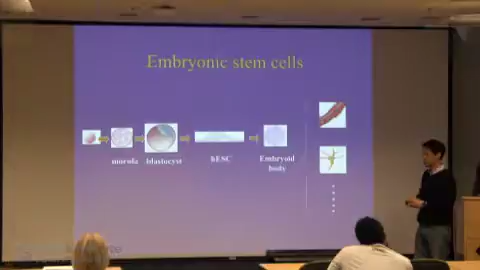 Embryonic stem cells
morula
blastocyst
hESC
Embryoid
body